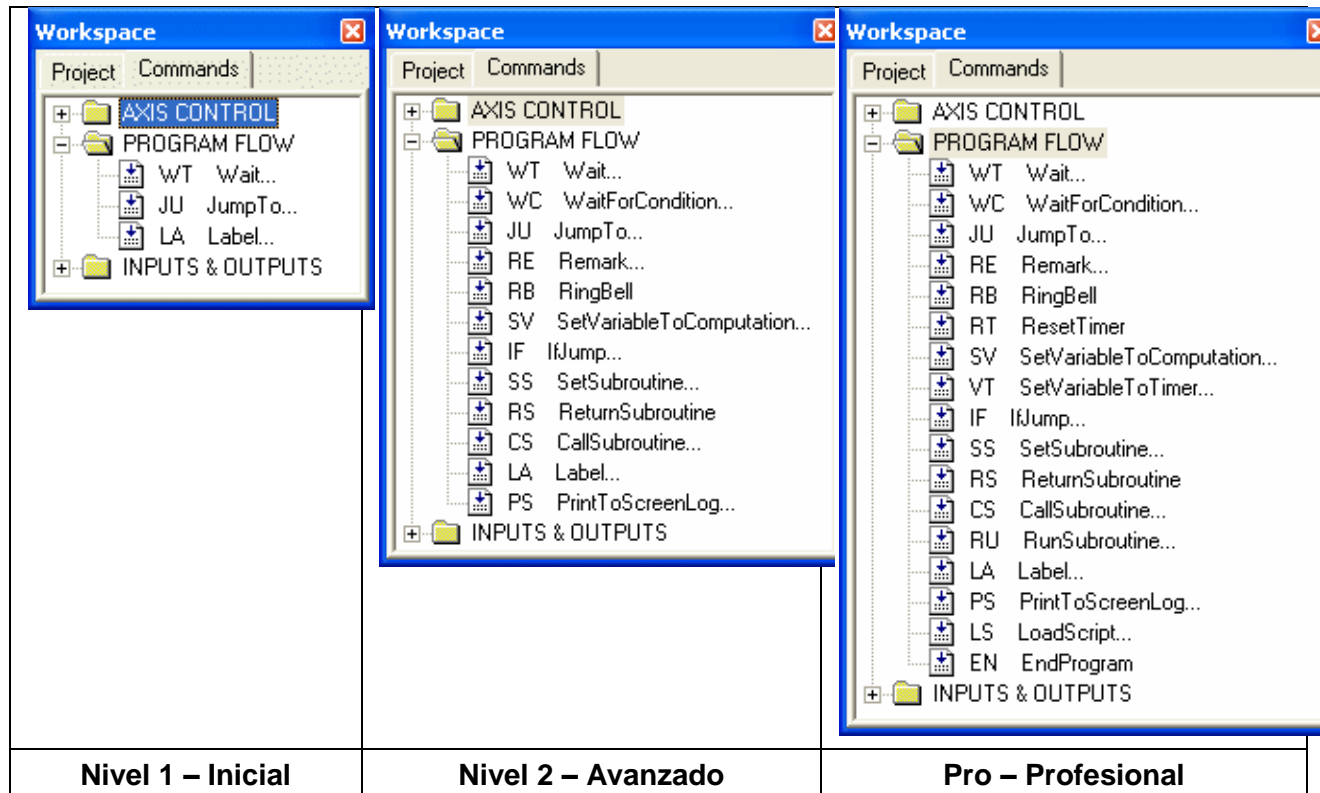 Workspace
Project Commands
AXIS CONTROL
PROGRAM FLOW
WT Wait...
JU JumpTo...
LA Label...
INPUTS & OUTPUTS
Workspace
Project Commands
AXIS CONTROL
PROGRAM FLOW
WT Wait...
WC WaitForCondition...
JU JumpTo...
RE Remark...
RB RingBell
SV SetVariableToComputation...
IF IfJump...
SS SetSubroutine...
RS ReturnSubroutine
CS CallSubroutine...
LA Label...
PS PrintToScreenLog...
INPUTS & OUTPUTS
Workspace
Project Commands
AXIS CONTROL
PROGRAM FLOW
WT Wait...
WC WaitForCondition...
JU JumpTo...
RE Remark...
RB RingBell
RT ResetTimer
SV SetVariableToComputation...
VT SetVariableToTimer...
IF IfJump...
SS SetSubroutine...
RS ReturnSubroutine
CS CallSubroutine...
RU RunSubroutine...
LA Label...
PS PrintToScreenLog...
LS LoadScript...
EN EndProgram
INPUTS & OUTPUTS
Nivel 1 – Inicial
Nivel 2 – Avanzado
Pro – Profesional